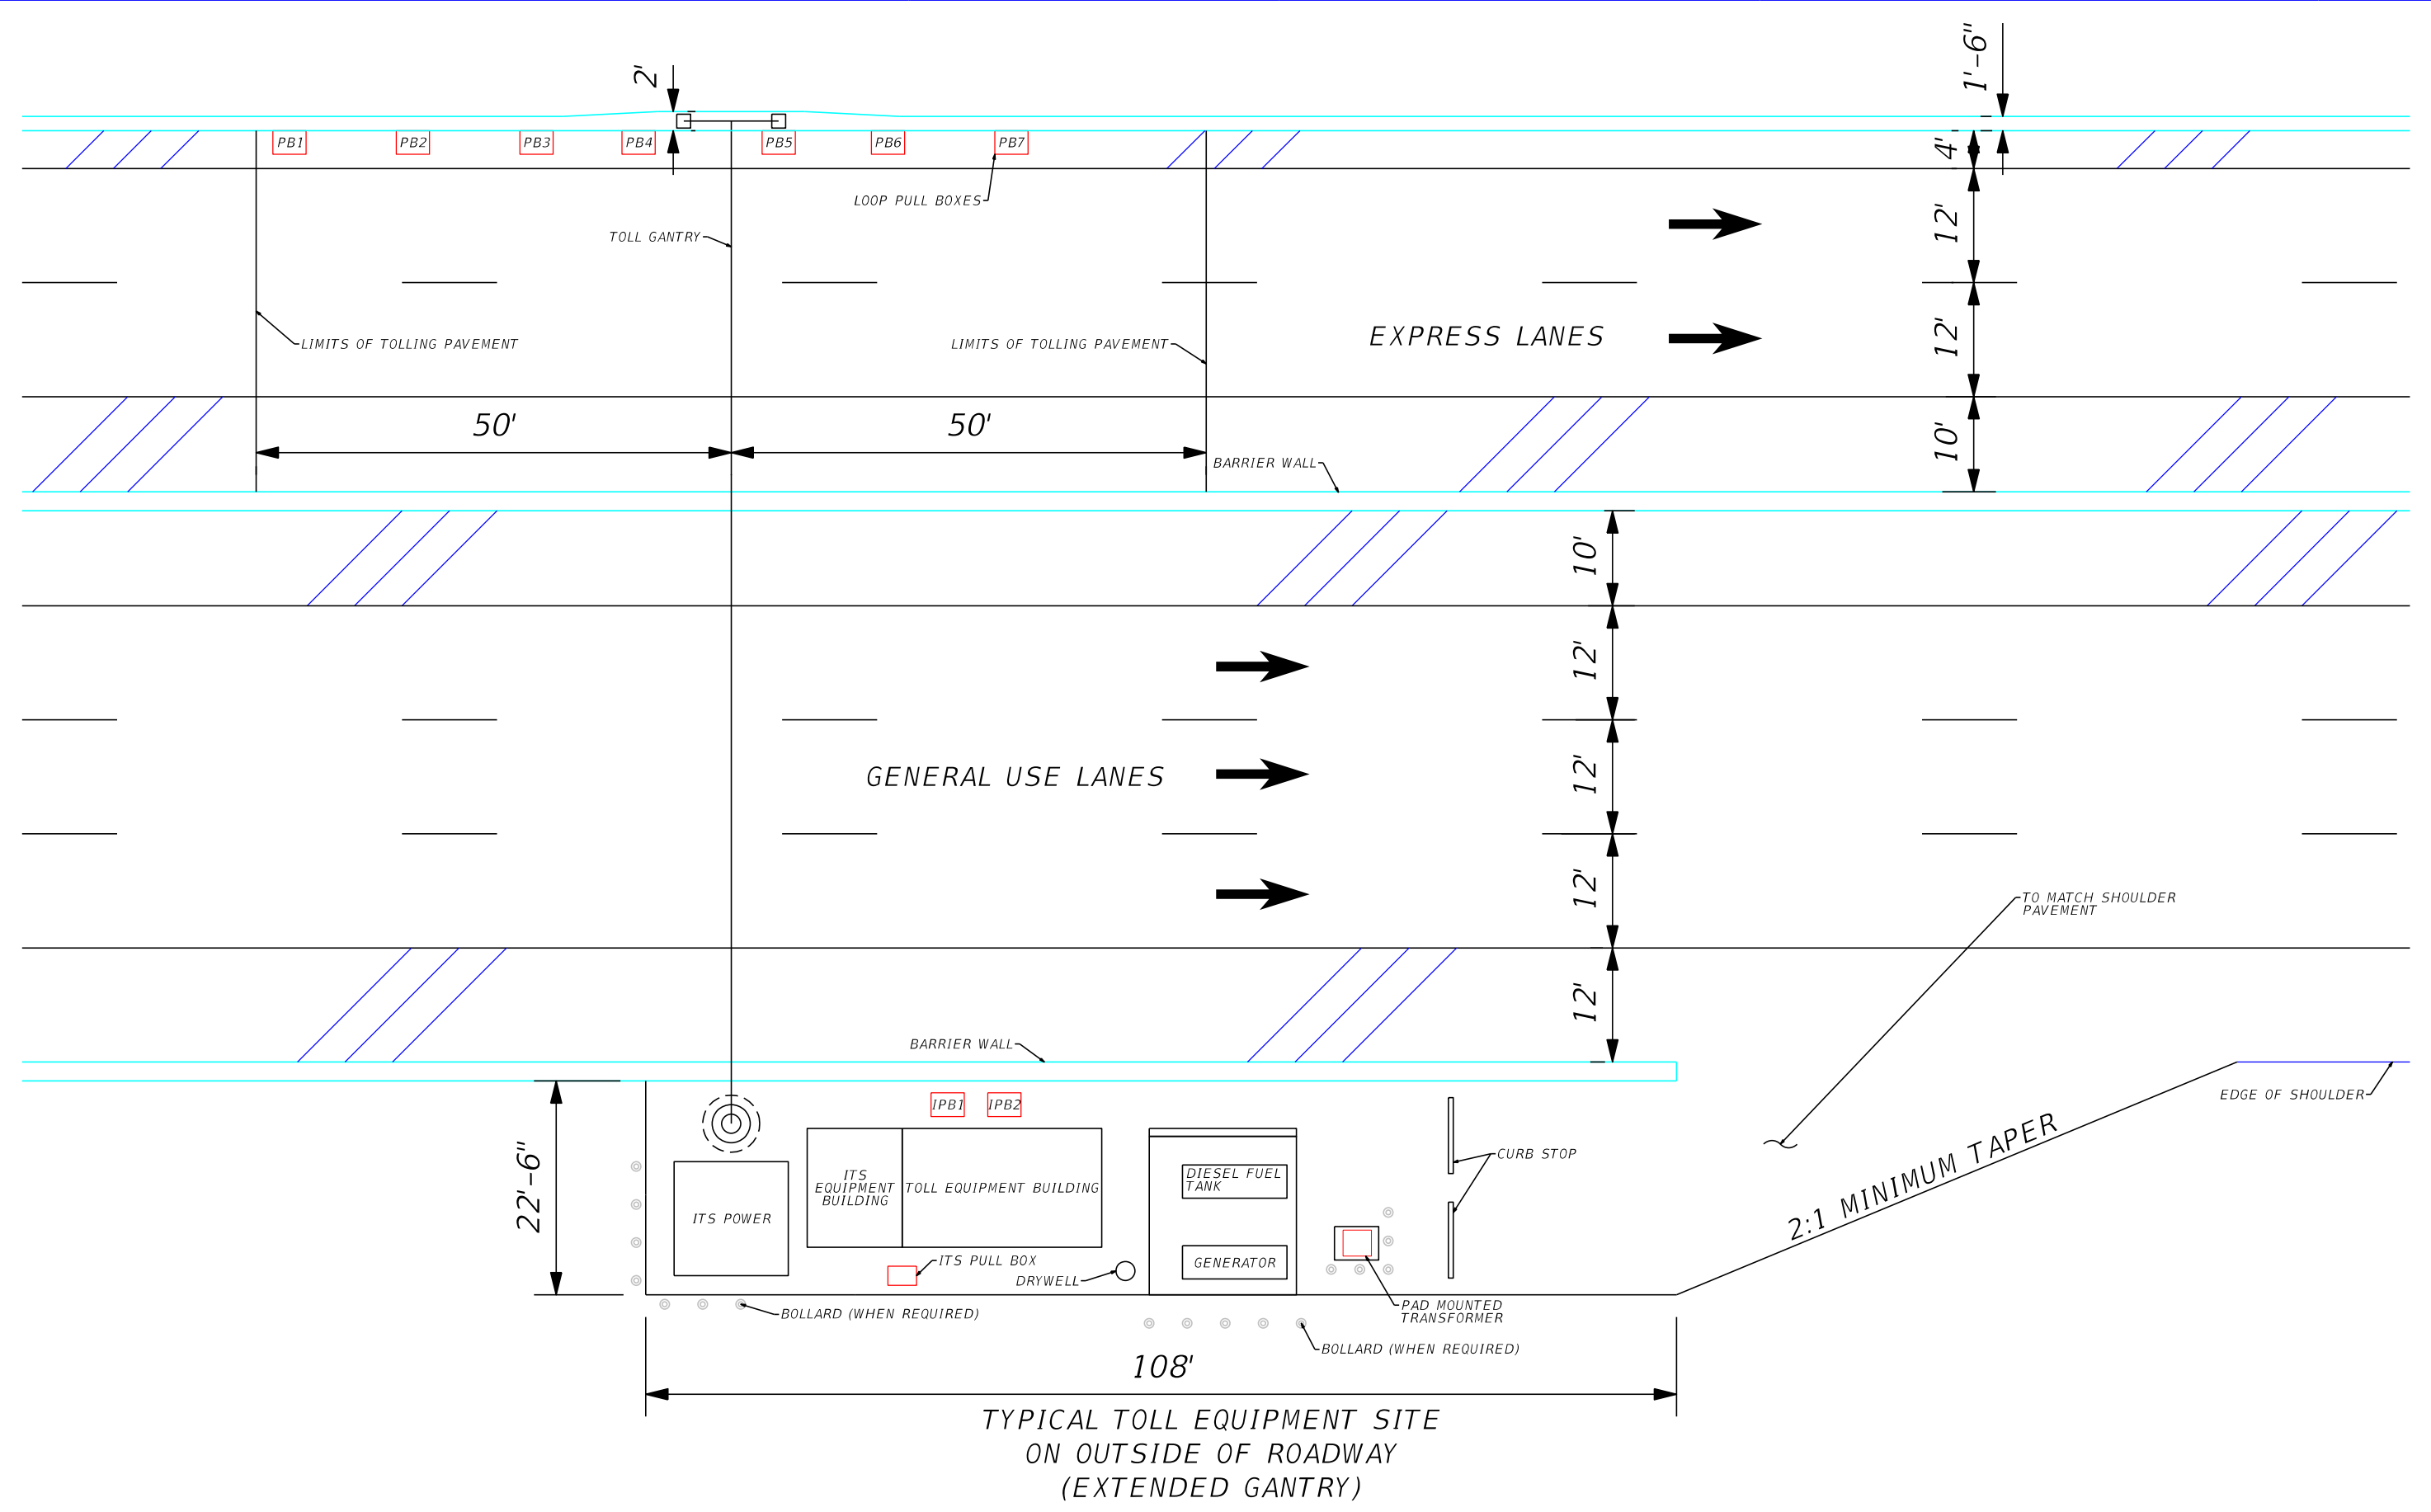 2'
1'-6"
PB1
PB2
PB3
PB4
PB5
PB6
PB7
4'
LOOP PULL BOXES
TOLL GANTRY
12'
LIMITS OF TOLLING PAVEMENT
LIMITS OF TOLLING PAVEMENT
EXPRESS LANES
12'
50'
50'
10'
BARRIER WALL
10'
12'
GENERAL USE LANES
12'
12'
TO MATCH SHOULDER
PAVEMENT
12'
BARRIER WALL
EDGE OF SHOULDER
IPB1
IPB2
2:1 MINIMUM TAPER
CURB STOP
22'-6"
ITS
EQUIPMENT
BUILDING
TOLL EQUIPMENT BUILDING
DIESEL FUEL
TANK
ITS POWER
ITS PULL BOX
GENERATOR
DRYWELL
BOLLARD (WHEN REQUIRED)
PAD MOUNTED
TRANSFORMER
BOLLARD (WHEN REQUIRED)
108'
TYPICAL TOLL EQUIPMENT SITE
ON OUTSIDE OF ROADWAY
(EXTENDED GANTRY)